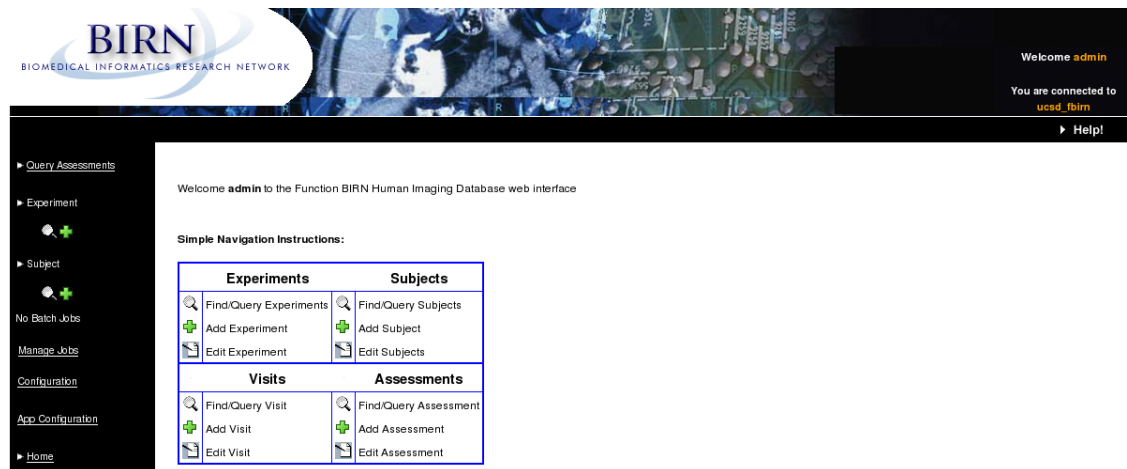 BIRN
BIOMEDICAL INFORMATICS RESEARCH NETWORK
R
R
Welcome admin
You are connected to
ucsd_fbirn
Help!
Query Assessments
Experiment
Subject
No Batch Jobs
Manage Jobs
Configuration
App Configuration
Home
Welcome admin to the Function BIRN Human Imaging Database web interface
Simple Navigation Instructions:
Experiments Subjects
Find/Query Experiments Find/Query Subjects
Add Experiment Add Subject
Edit Experiment Edit Subjects
Visits Assessments
Find/Query Visit Find/Query Assessment
Add Visit Add Assessment
Edit Visit Edit Assessment